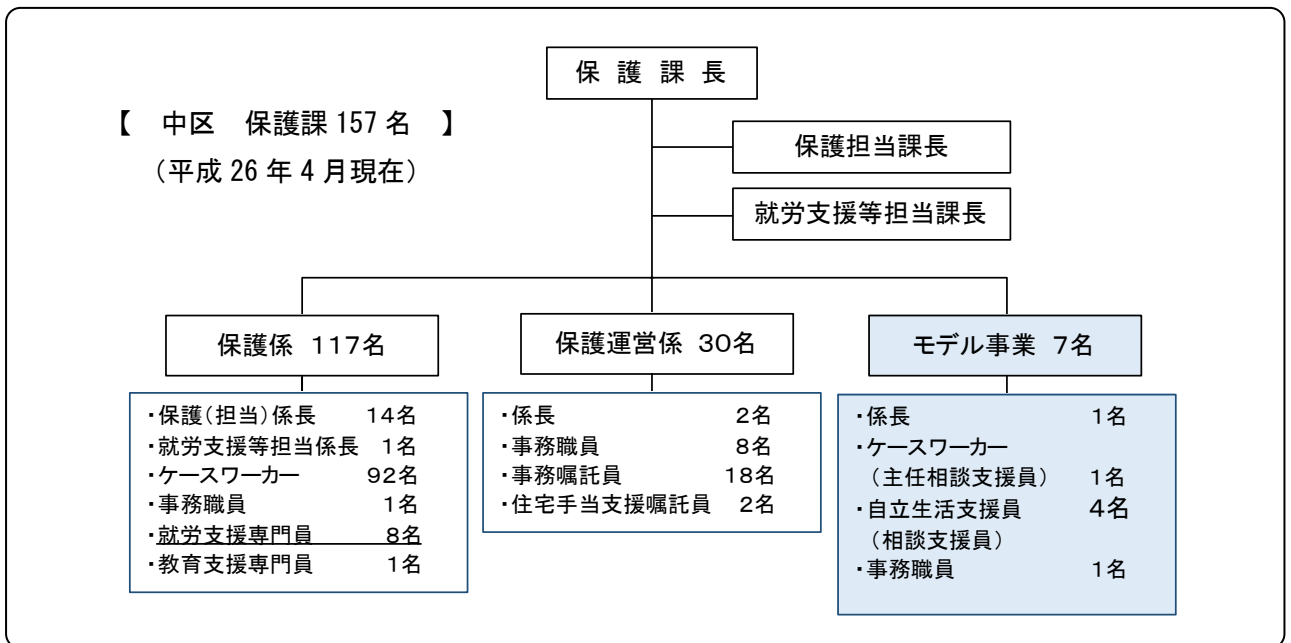 保 護 課 長
【　中区　保護課 157 名　】
（平成 26 年 4 月現在）
保護担当課長
就労支援等担当課長
保護係　１１７名
・保護（担当）係長　１４名
・就労支援等担当係長　１名
・ケースワーカー　９２名
・事務職員　１名
・就労支援専門員　８名
・教育支援専門員　１名
保護運営係　３０名
・係長　２名
・事務職員　８名
・事務嘱託員　１８名
・住宅手当支援嘱託員　２名
モデル事業　７名
・係長　１名
・ケースワーカー
（主任相談支援員）　１名
・自立生活支援員　４名
（相談支援員）
・事務職員　１名